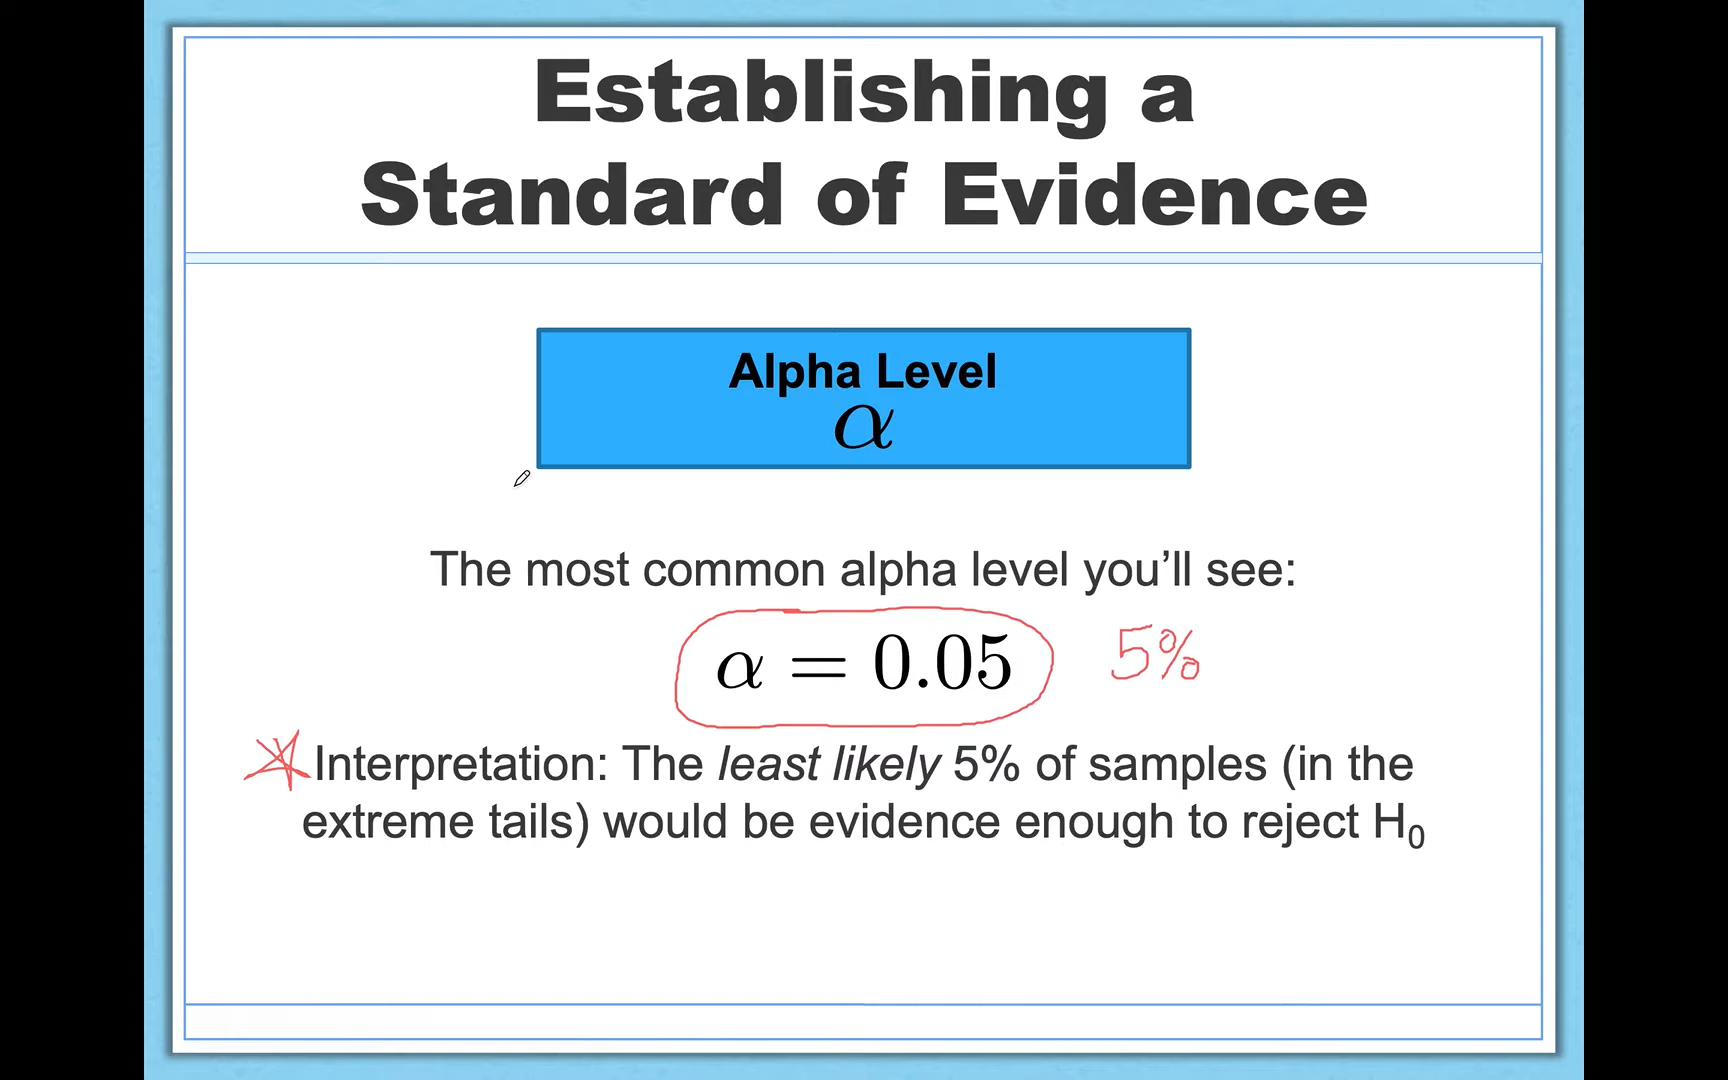 Establishing a
Standard of Evidence
Alpha Level
α
The most common alpha level you’ll see:
α = 0.05 5%
Interpretation: The least likely 5% of samples (in the
extreme tails) would be evidence enough to reject H₀